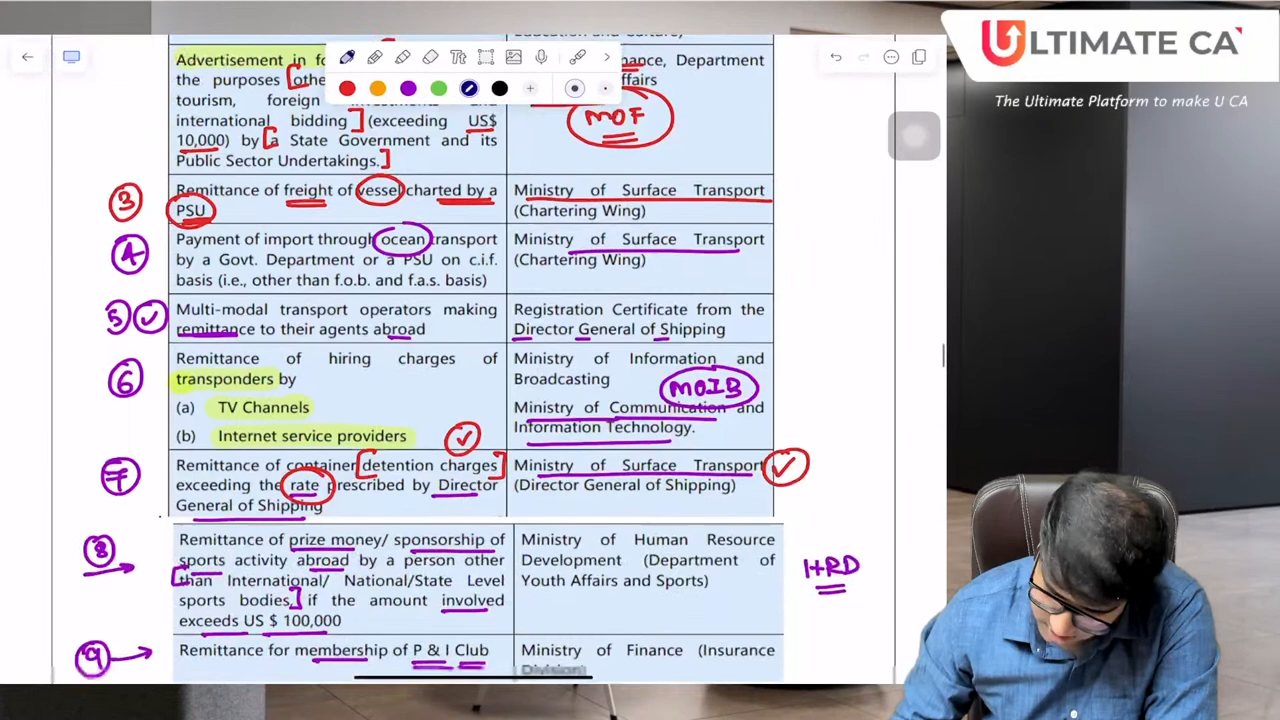 ULTIMATE CA
The Ultimate Platform to make U CA
Education and Culture)
Advertisement in fo
the purposes othe
tourism, foreign investments and
international bidding (exceeding US$
10,000) by a State Government and its
Public Sector Undertakings.
nance, Department
ffairs
MOF
3
Remittance of freight of vessel charted by a
PSU
Ministry of Surface Transport
(Chartering Wing)
4
Payment of import through ocean transport
by a Govt. Department or a PSU on c.i.f.
basis (i.e., other than f.o.b. and f.a.s. basis)
Ministry of Surface Transport
(Chartering Wing)
5
Multi-modal transport operators making
remittance to their agents abroad
Registration Certificate from the
Director General of Shipping
6
Remittance of hiring charges of
transponders by
(a) TV Channels
(b) Internet service providers
Ministry of Information and
Broadcasting
MOIB
Ministry of Communication and
Information Technology.
7
Remittance of container detention charges
exceeding the rate prescribed by Director
General of Shipping
Ministry of Surface Transport
(Director General of Shipping)
8
Remittance of prize money/ sponsorship of
sports activity abroad by a person other
than International/ National/State Level
sports bodies, if the amount involved
exceeds US $ 100,000
Ministry of Human Resource
Development (Department of
Youth Affairs and Sports)
HRD
9
Remittance for membership of P & I Club
Ministry of Finance (Insurance
Division)